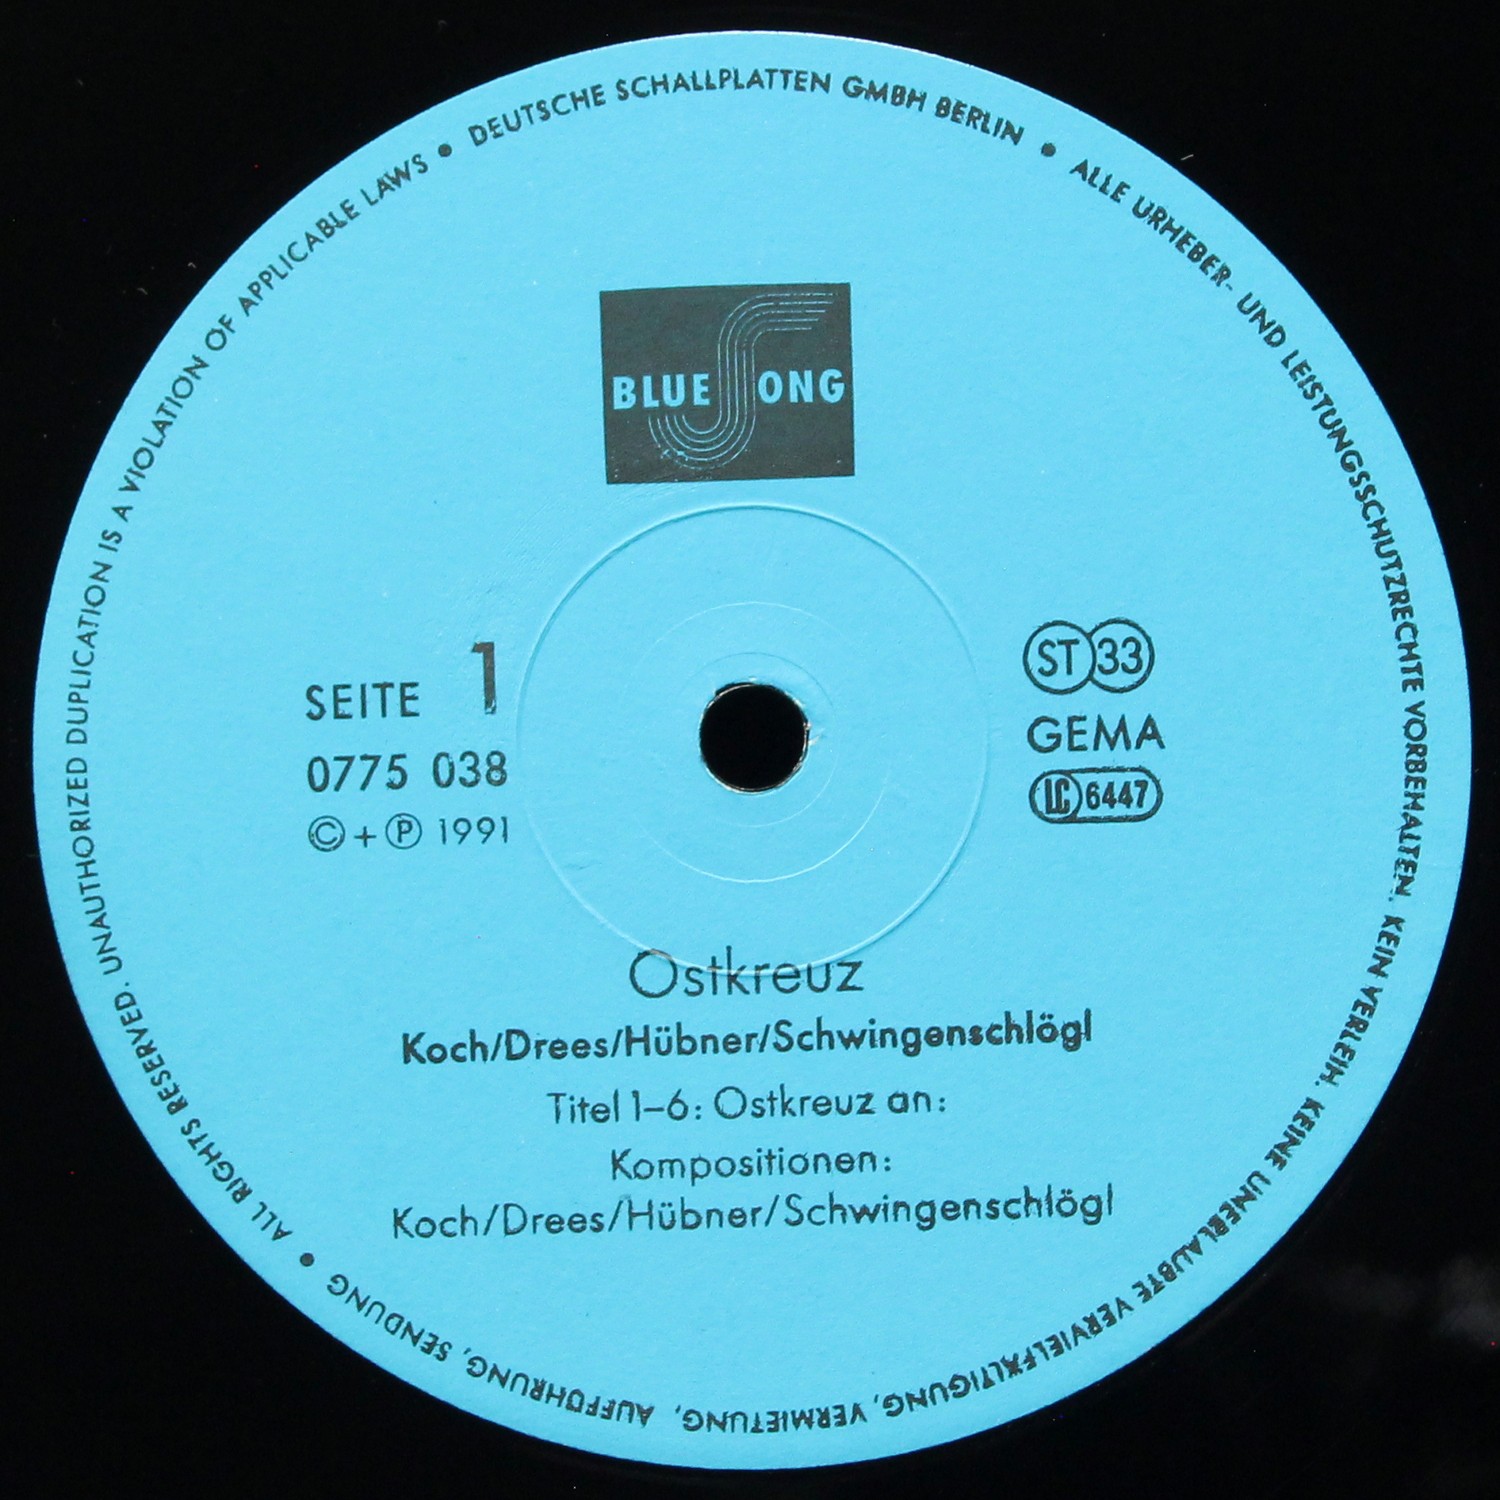 DEUTSCHE SCHALLPLATTEN GMBH BERLIN • ALLE URHEBER- UND LEISTUNGSSCHUTZRECHTE VORBEHALTEN. KEIN VERLEIH. KEINE UNERLAUBTE VERVIELFÄLTIGUNG, VERMIETUNG, AUFFÜHRUNG, SENDUNG • ALL RIGHTS RESERVED. UNAUTHORIZED DUPLICATION IS A VIOLATION OF APPLICABLE LAWS •
BLUE SONG
SEITE 1
0775 038
© + ℗ 1991
ST 33
GEMA
LC 6447
Ostkreuz
Koch/Drees/Hübner/Schwingenschlögl
Titel 1–6: Ostkreuz an:
Kompositionen:
Koch/Drees/Hübner/Schwingenschlögl